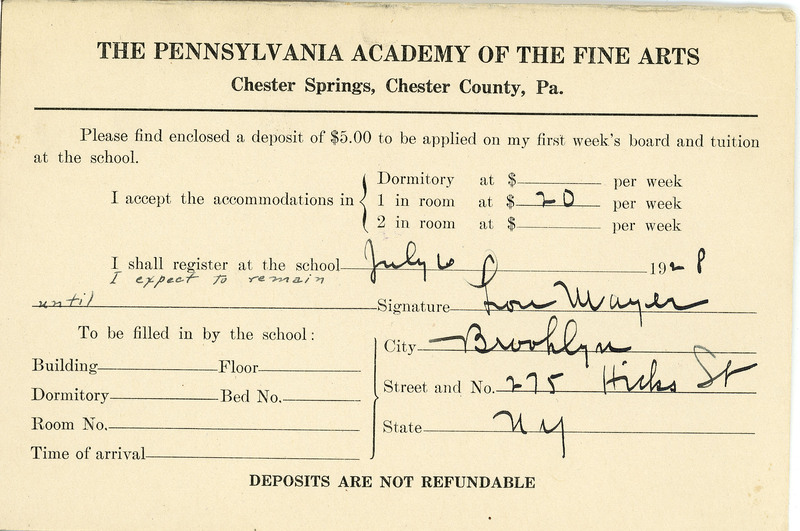 THE PENNSYLVANIA ACADEMY OF THE FINE ARTS
Chester Springs, Chester County, Pa.
Please find enclosed a deposit of $5.00 to be applied on my first week's board and tuition
at the school.
I accept the accommodations in
Dormitory at $ per week
1 in room at $ 20 per week
2 in room at $ per week
I shall register at the school July 6 1928
I expect to remain
until
Signature Lou Mayer
To be filled in by the school:
City Brooklyn
Building Floor
Street and No. 275 Hicks St
Dormitory Bed No.
State N Y
Room No.
Time of arrival
DEPOSITS ARE NOT REFUNDABLE